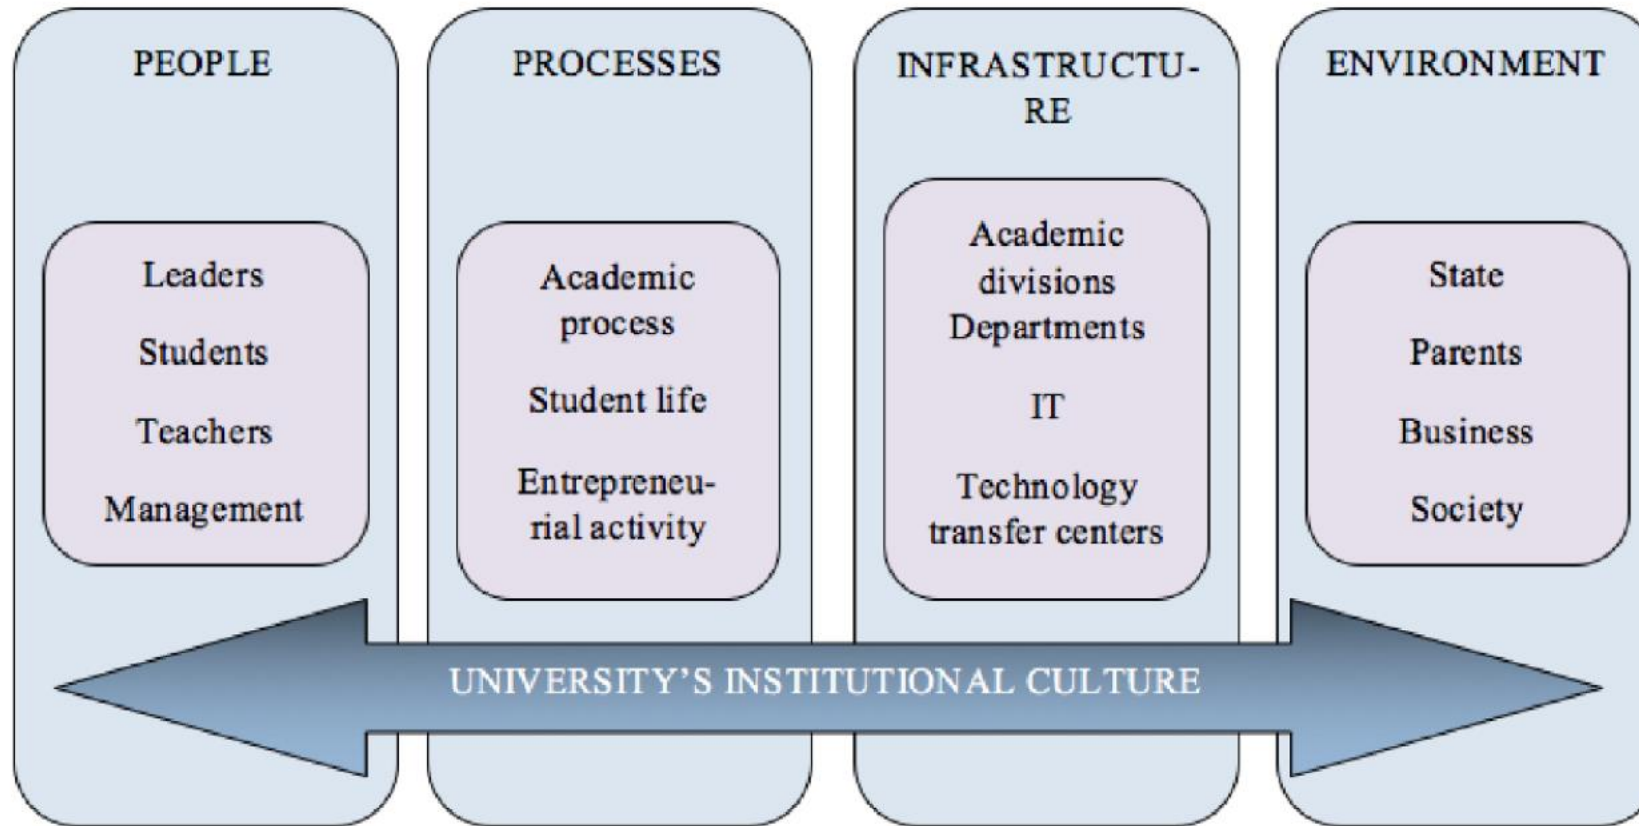 PEOPLE
Leaders
Students
Teachers
Management
PROCESSES
Academic
process
Student life
Entrepreneu-
rial activity
INFRASTRUCTU-
RE
Academic
divisions
Departments
IT
Technology
transfer centers
ENVIRONMENT
State
Parents
Business
Society
UNIVERSITY’S INSTITUTIONAL CULTURE